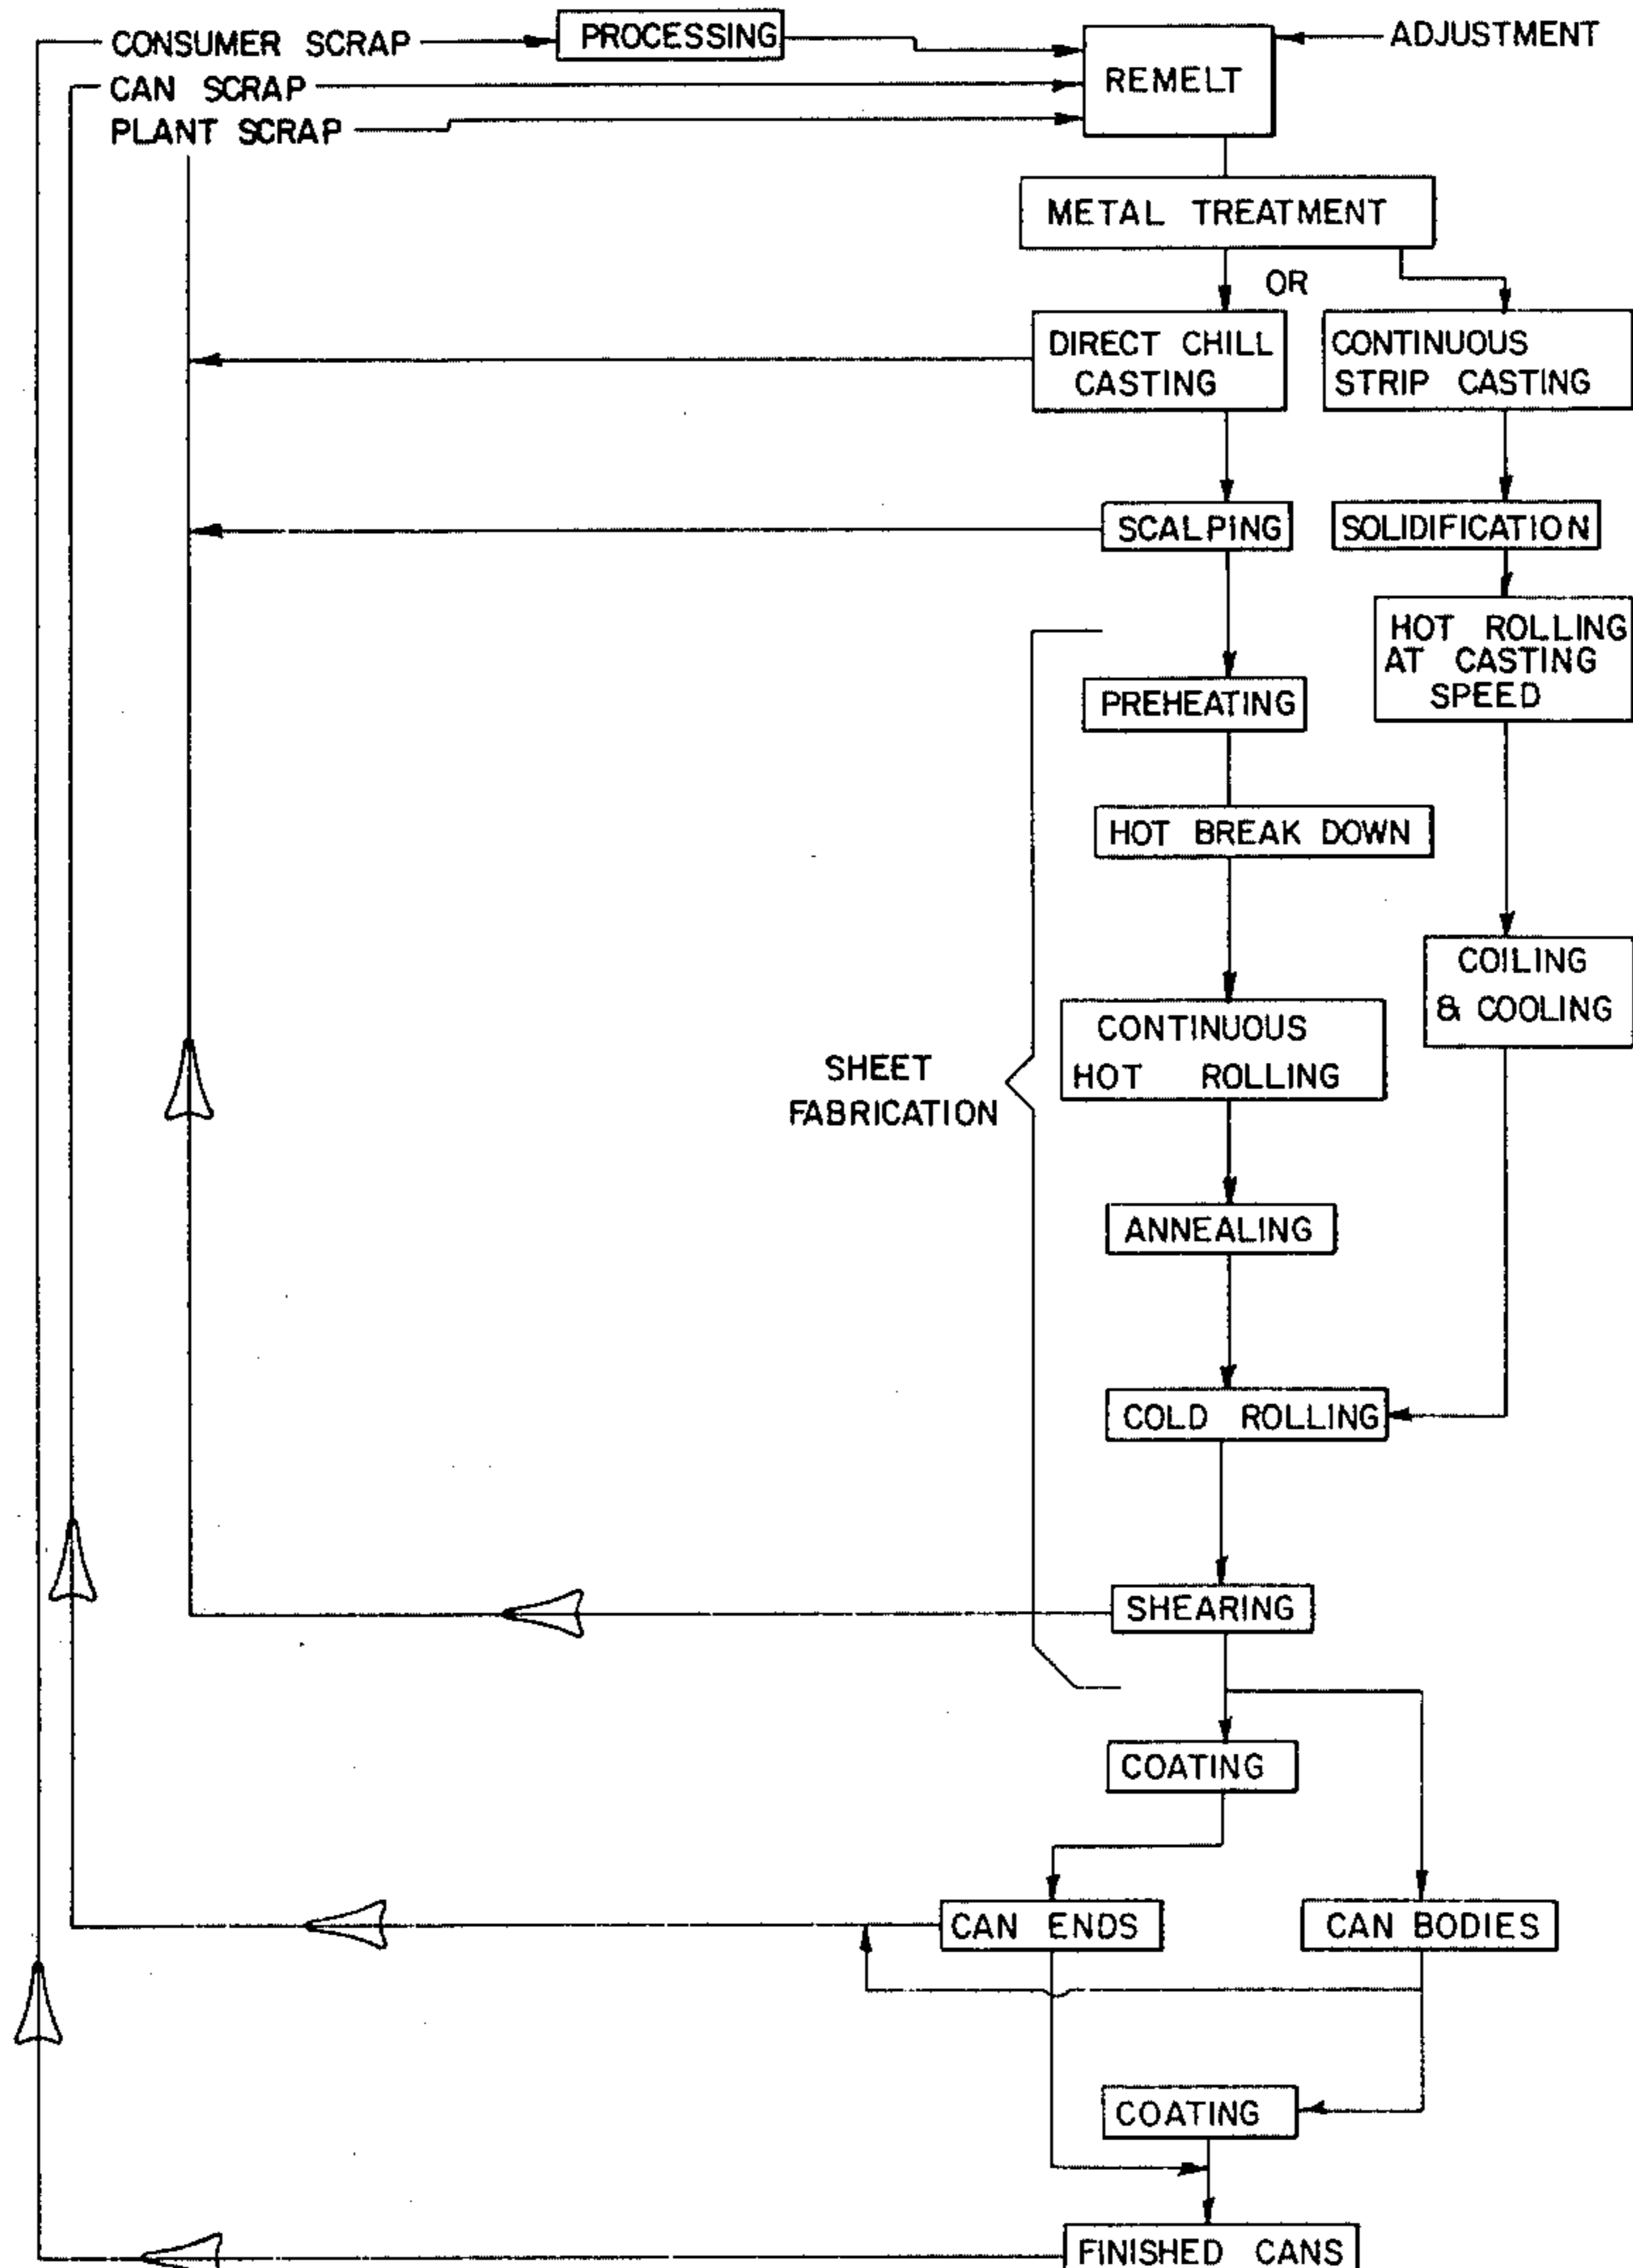 CONSUMER SCRAP
PROCESSING
ADJUSTMENT
CAN SCRAP
REMELT
PLANT SCRAP
METAL TREATMENT
OR
DIRECT CHILL
CASTING
CONTINUOUS
STRIP CASTING
SCALPING
SOLIDIFICATION
HOT ROLLING
AT CASTING
SPEED
PREHEATING
HOT BREAK DOWN
COILING
& COOLING
CONTINUOUS
HOT ROLLING
SHEET
FABRICATION
ANNEALING
COLD ROLLING
SHEARING
COATING
CAN ENDS
CAN BODIES
COATING
FINISHED CANS